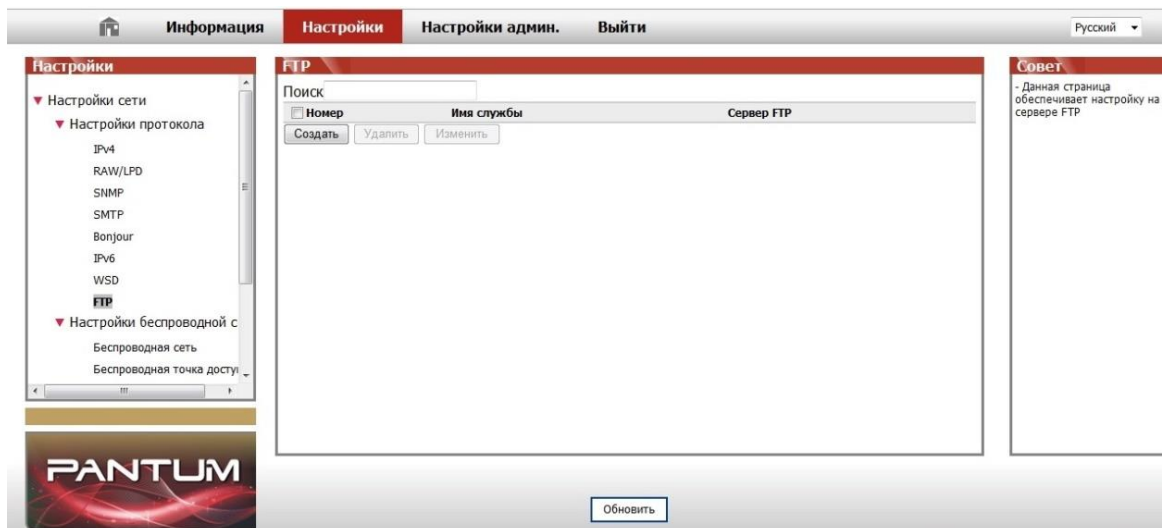 Информация Настройки Настройки админ. Выйти Русский
Настройки
Настройки сети
Настройки протокола
IPv4
RAW/LPD
SNMP
SMTP
Bonjour
IPv6
WSD
FTP
Настройки беспроводной с
Беспроводная сеть
Беспроводная точка досту
PANTUM
FTP
Поиск
Номер Имя службы Сервер FTP
Создать Удалить Изменить
Обновить
Совет
- Данная страница
обеспечивает настройку на
сервере FTP